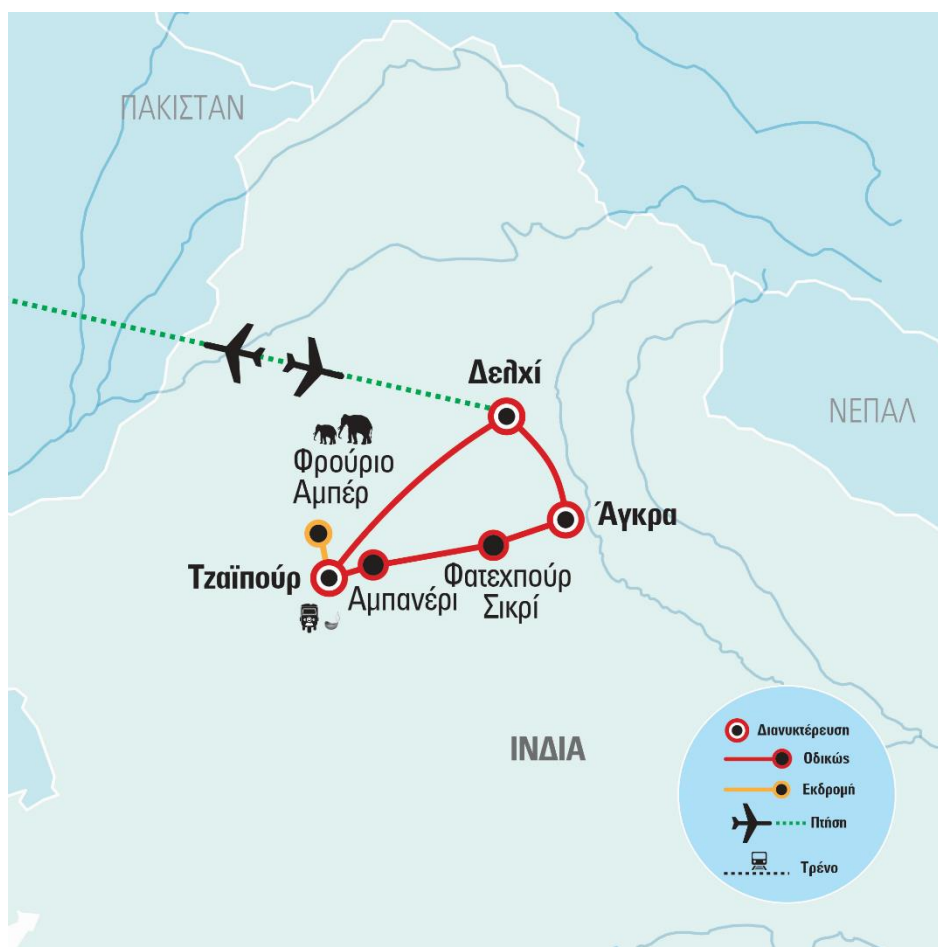 ΠΑΚΙΣΤΑΝ
Δελχί
ΝΕΠΑΛ
Φρούριο
Αμπέρ
Άγκρα
Τζαϊπούρ
Αμπανέρι
Φατεχπούρ
Σικρί
ΙΝΔΙΑ
Διανυκτέρευση
Οδικώς
Εκδρομή
Πτήση
Τρένο